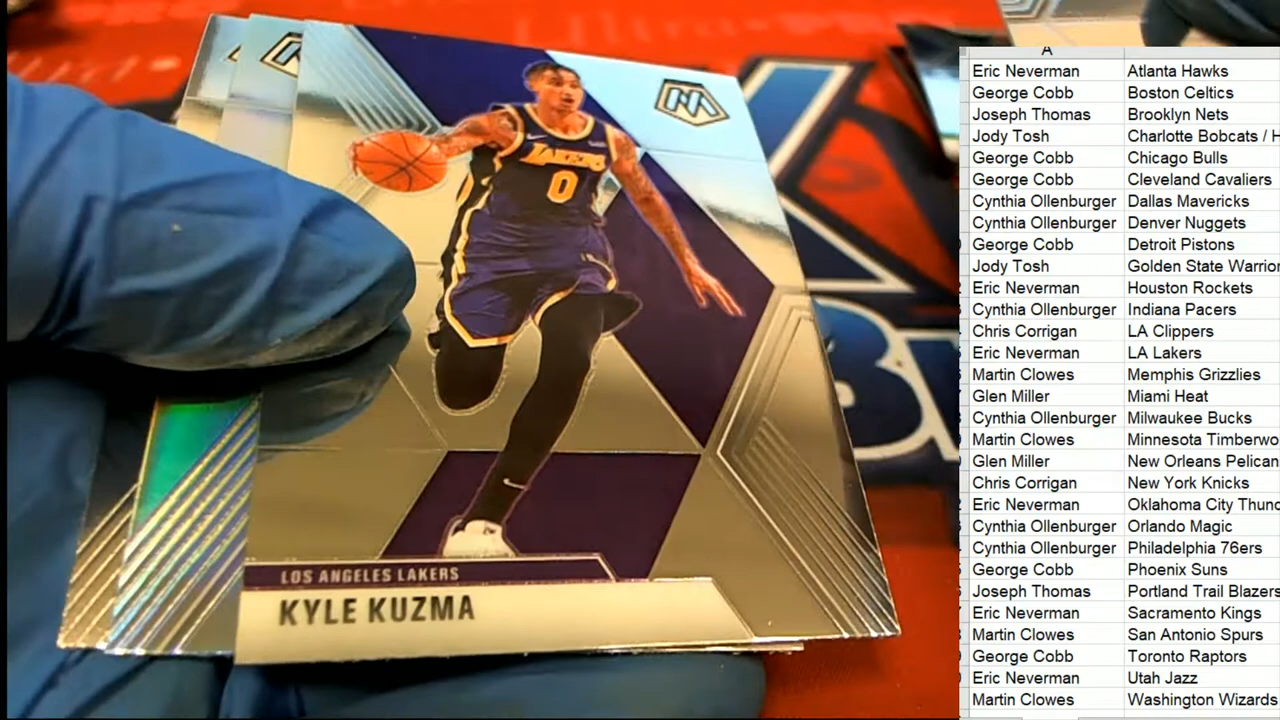 LAKERS
0
LOS ANGELES LAKERS
KYLE KUZMA
A
Eric Neverman Atlanta Hawks
George Cobb Boston Celtics
Joseph Thomas Brooklyn Nets
Jody Tosh Charlotte Bobcats /
George Cobb Chicago Bulls
George Cobb Cleveland Cavaliers
Cynthia Ollenburger Dallas Mavericks
Cynthia Ollenburger Denver Nuggets
George Cobb Detroit Pistons
Jody Tosh Golden State Warrior
Eric Neverman Houston Rockets
Cynthia Ollenburger Indiana Pacers
Chris Corrigan LA Clippers
Eric Neverman LA Lakers
Martin Clowes Memphis Grizzlies
Glen Miller Miami Heat
Cynthia Ollenburger Milwaukee Bucks
Martin Clowes Minnesota Timberwo
Glen Miller New Orleans Pelican
Chris Corrigan New York Knicks
Eric Neverman Oklahoma City Thund
Cynthia Ollenburger Orlando Magic
Cynthia Ollenburger Philadelphia 76ers
George Cobb Phoenix Suns
Joseph Thomas Portland Trail Blazers
Eric Neverman Sacramento Kings
Martin Clowes San Antonio Spurs
George Cobb Toronto Raptors
Eric Neverman Utah Jazz
Martin Clowes Washington Wizards